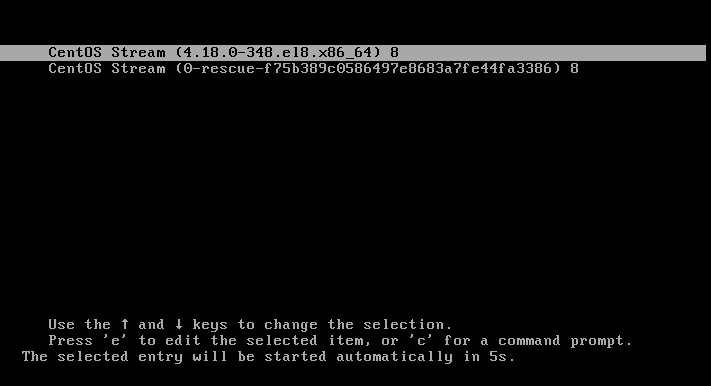 CentOS Stream (4.18.0-348.el8.x86_64) 8
CentOS Stream (0-rescue-f75b389c0586497e8683a7fe44fa3386) 8
Use the ↑ and ↓ keys to change the selection.
Press 'e' to edit the selected item, or 'c' for a command prompt.
The selected entry will be started automatically in 5s.